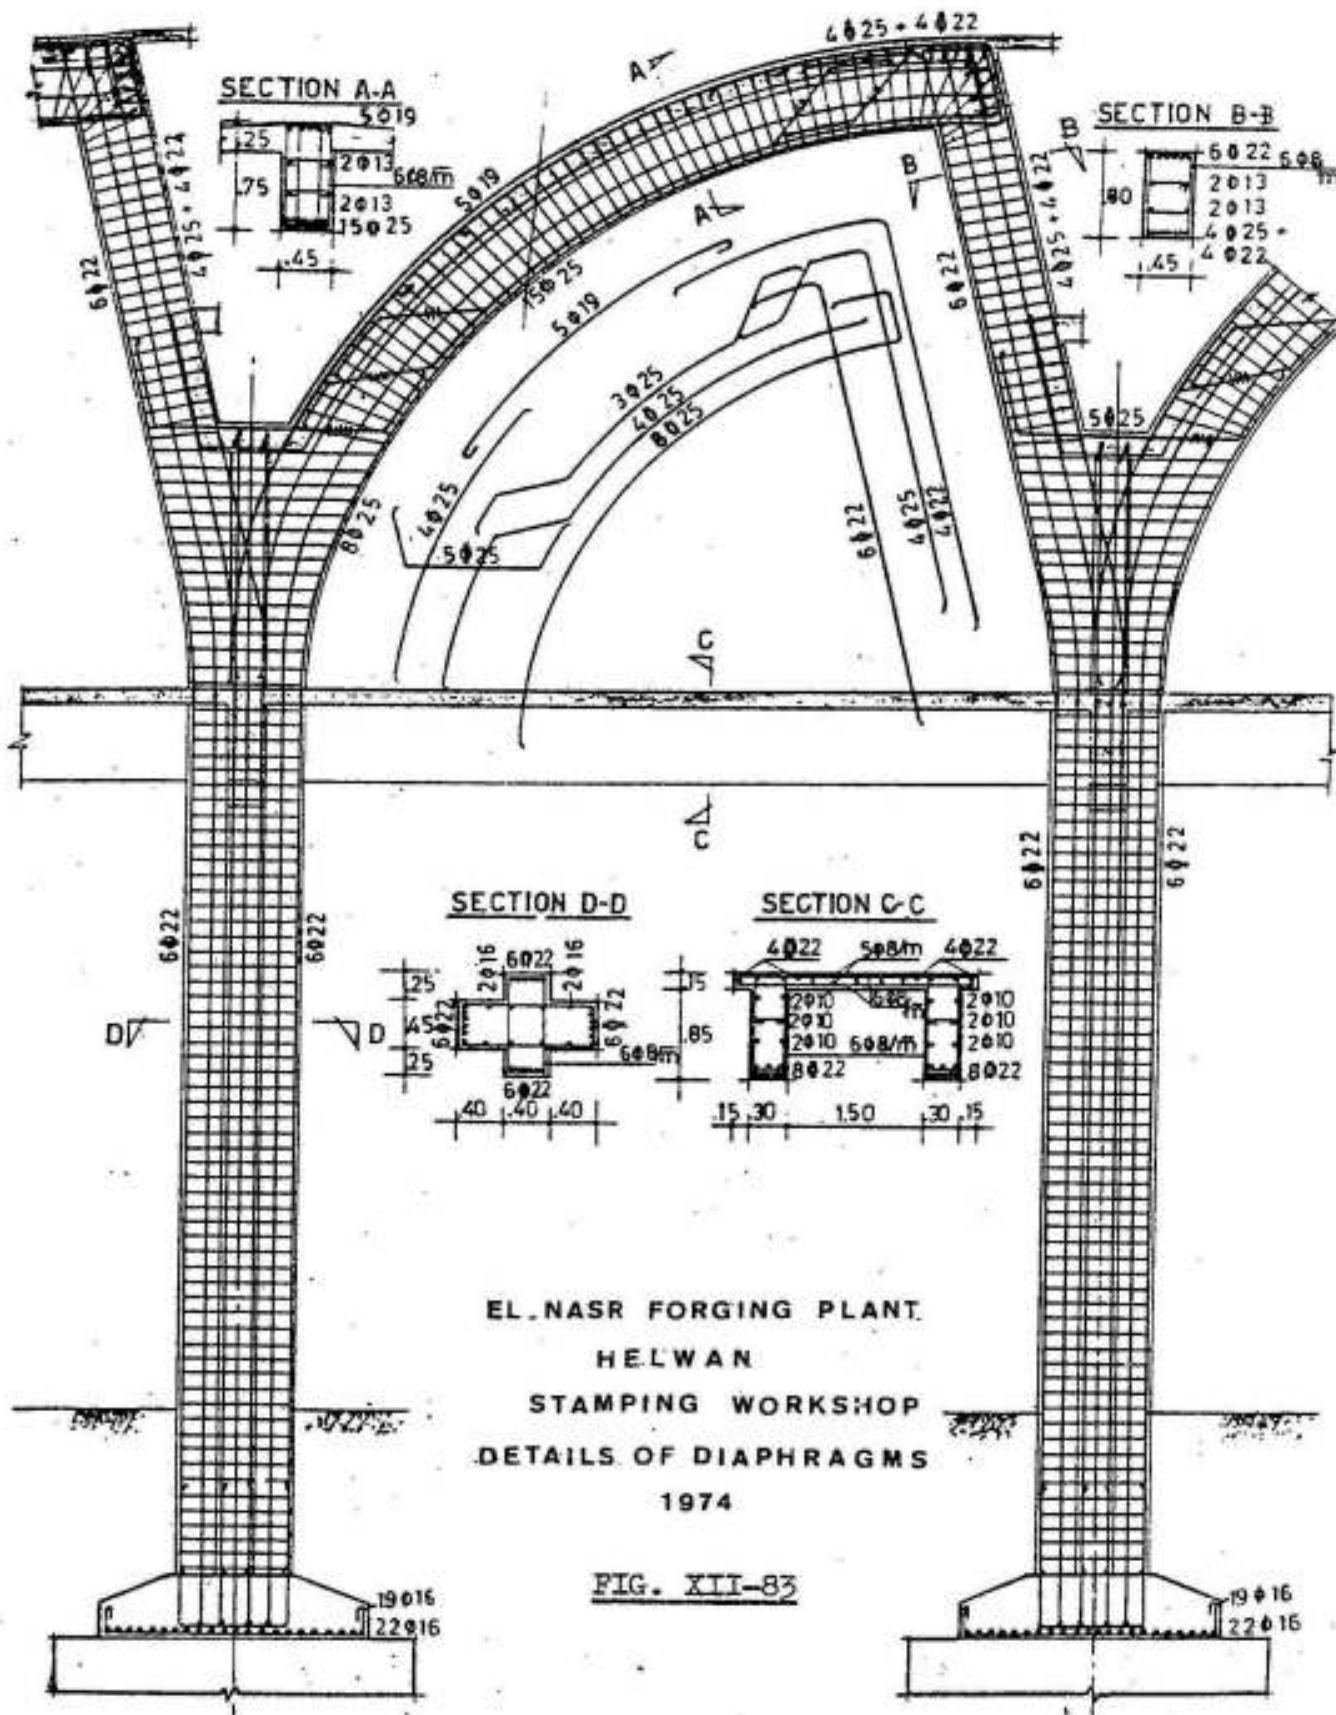 4Φ25 + 4Φ22
SECTION A-A
5Φ19
.25
2Φ13
6Φ8/m
.75
2Φ13
15Φ25
.45
A
A
SECTION B-B
6Φ22
2Φ13
2Φ13
4Φ25 +
4Φ22
.80
.45
B
B
6Φ22
4Φ25 + 4Φ22
5Φ19
15Φ25
5Φ19
3Φ25
4Φ25
8Φ25
4Φ25
5Φ25
8Φ25
6Φ22
4Φ25
4Φ22
6Φ22
4Φ25 + 4Φ22
5Φ25
C
C
6Φ22
6Φ22
6Φ22
6Φ22
SECTION D-D
6Φ22
2Φ16
2Φ16
.25
.45
.25
6Φ22
6Φ22
6Φ8/m
6Φ22
.40 .40 .40
D
D
SECTION C-C
4Φ22 5Φ8/m 4Φ22
.15
.85
2Φ10 2Φ10
2Φ10 2Φ10
2Φ10 6Φ8/m 2Φ10
8Φ22 8Φ22
.15 .30 1.50 .30 .15
EL.NASR FORGING PLANT.
HELWAN
STAMPING WORKSHOP
DETAILS OF DIAPHRAGMS
1974
FIG. XII-83
19Φ16
22Φ16
19Φ16
22Φ16